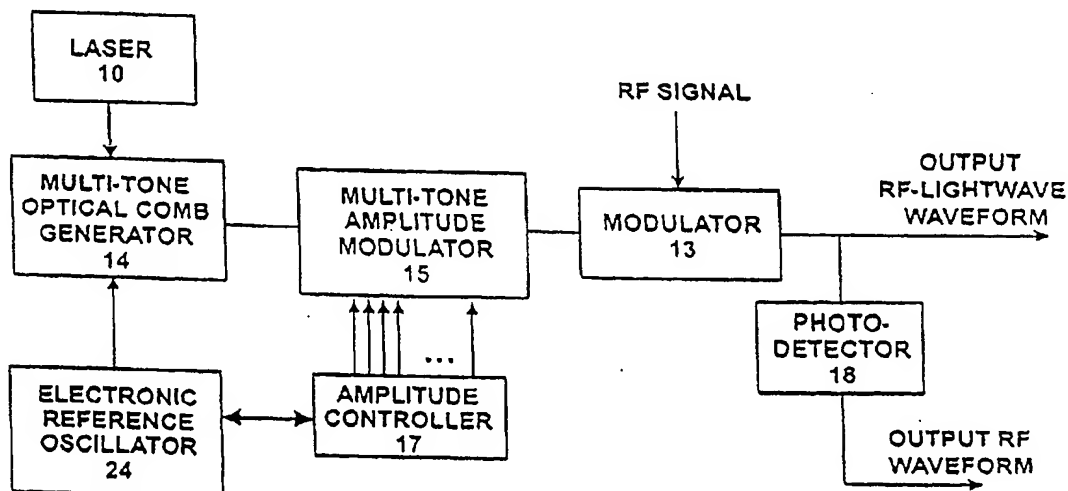 LASER
10
RF SIGNAL
MULTI-TONE
OPTICAL COMB
GENERATOR
14
MULTI-TONE
AMPLITUDE
MODULATOR
15
MODULATOR
13
OUTPUT
RF-LIGHTWAVE
WAVEFORM
PHOTO-
DETECTOR
18
ELECTRONIC
REFERENCE
OSCILLATOR
24
...
AMPLITUDE
CONTROLLER
17
OUTPUT RF
WAVEFORM